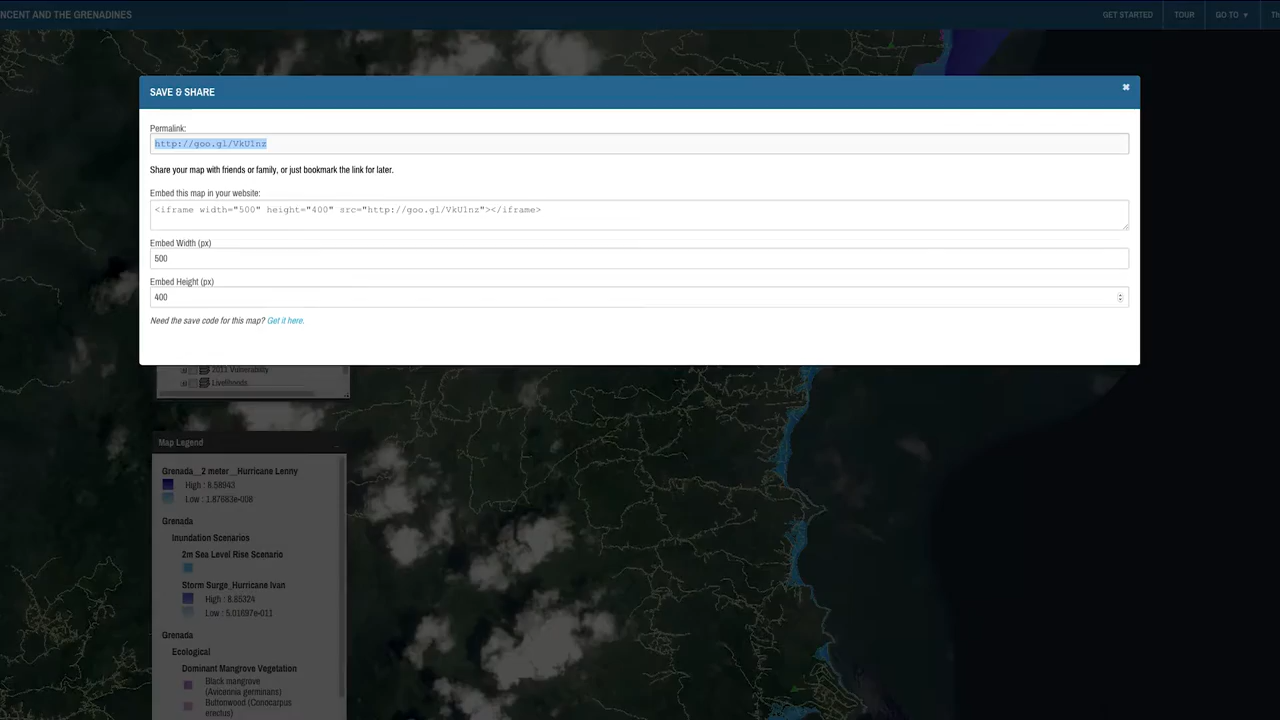 NCENT AND THE GRENADINES
GET STARTED
TOUR
GO TO ▼
TH
SAVE & SHARE
Permalink:
http://goo.gl/VkU1nz
Share your map with friends or family, or just bookmark the link for later.
Embed this map in your website:
<iframe width="500" height="400" src="http://goo.gl/VkU1nz"></iframe>
Embed Width (px)
500
Embed Height (px)
400
Need the save code for this map? Get it here.
2011 Vulnerability
Livelihoods
Map Legend
Grenada__2 meter__Hurricane Lenny
High : 8.58943
Low : 1.87683e-008
Grenada
Inundation Scenarios
2m Sea Level Rise Scenario
Storm Surge_Hurricane Ivan
High : 8.65324
Low : 5.01697e-011
Grenada
Ecological
Dominant Mangrove Vegetation
Black mangrove
(Avicennia germinans)
Buttonwood (Conocarpus
erectus)